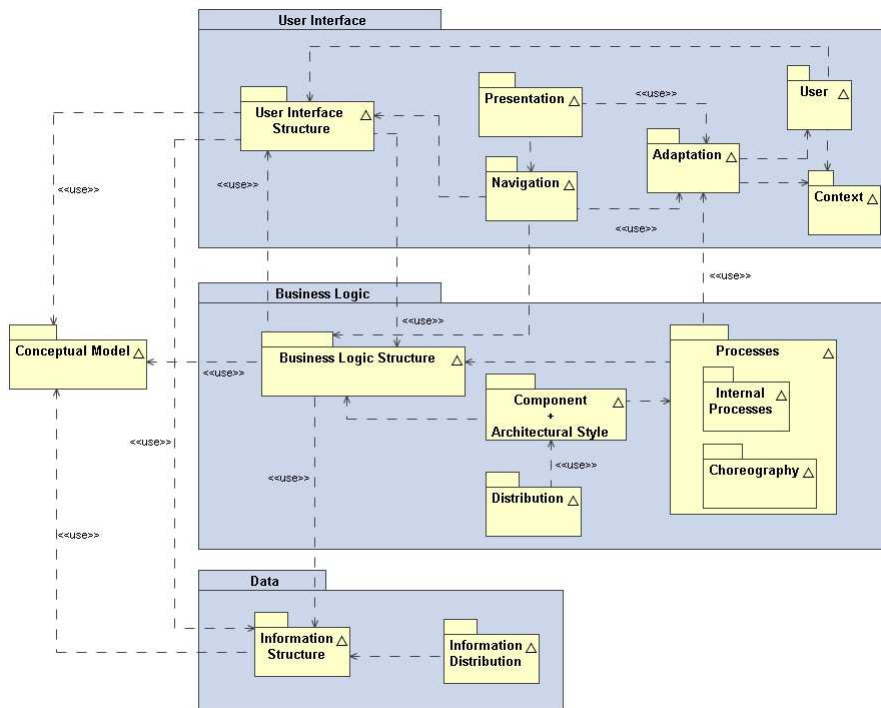 User Interface
User
<<use>>
Presentation
User Interface
Structure
Adaptation
<<use>>
Navigation
<<use>>
Context
<<use>>
<<use>>
Business Logic
<<use>>
Conceptual Model
Business Logic Structure
Processes
<<use>>
Component
+
Architectural Style
Internal
Processes
<<use>>
<<use>>
<<use>>
Choreography
Distribution
<<use>>
Data
Information
Structure
Information
Distribution